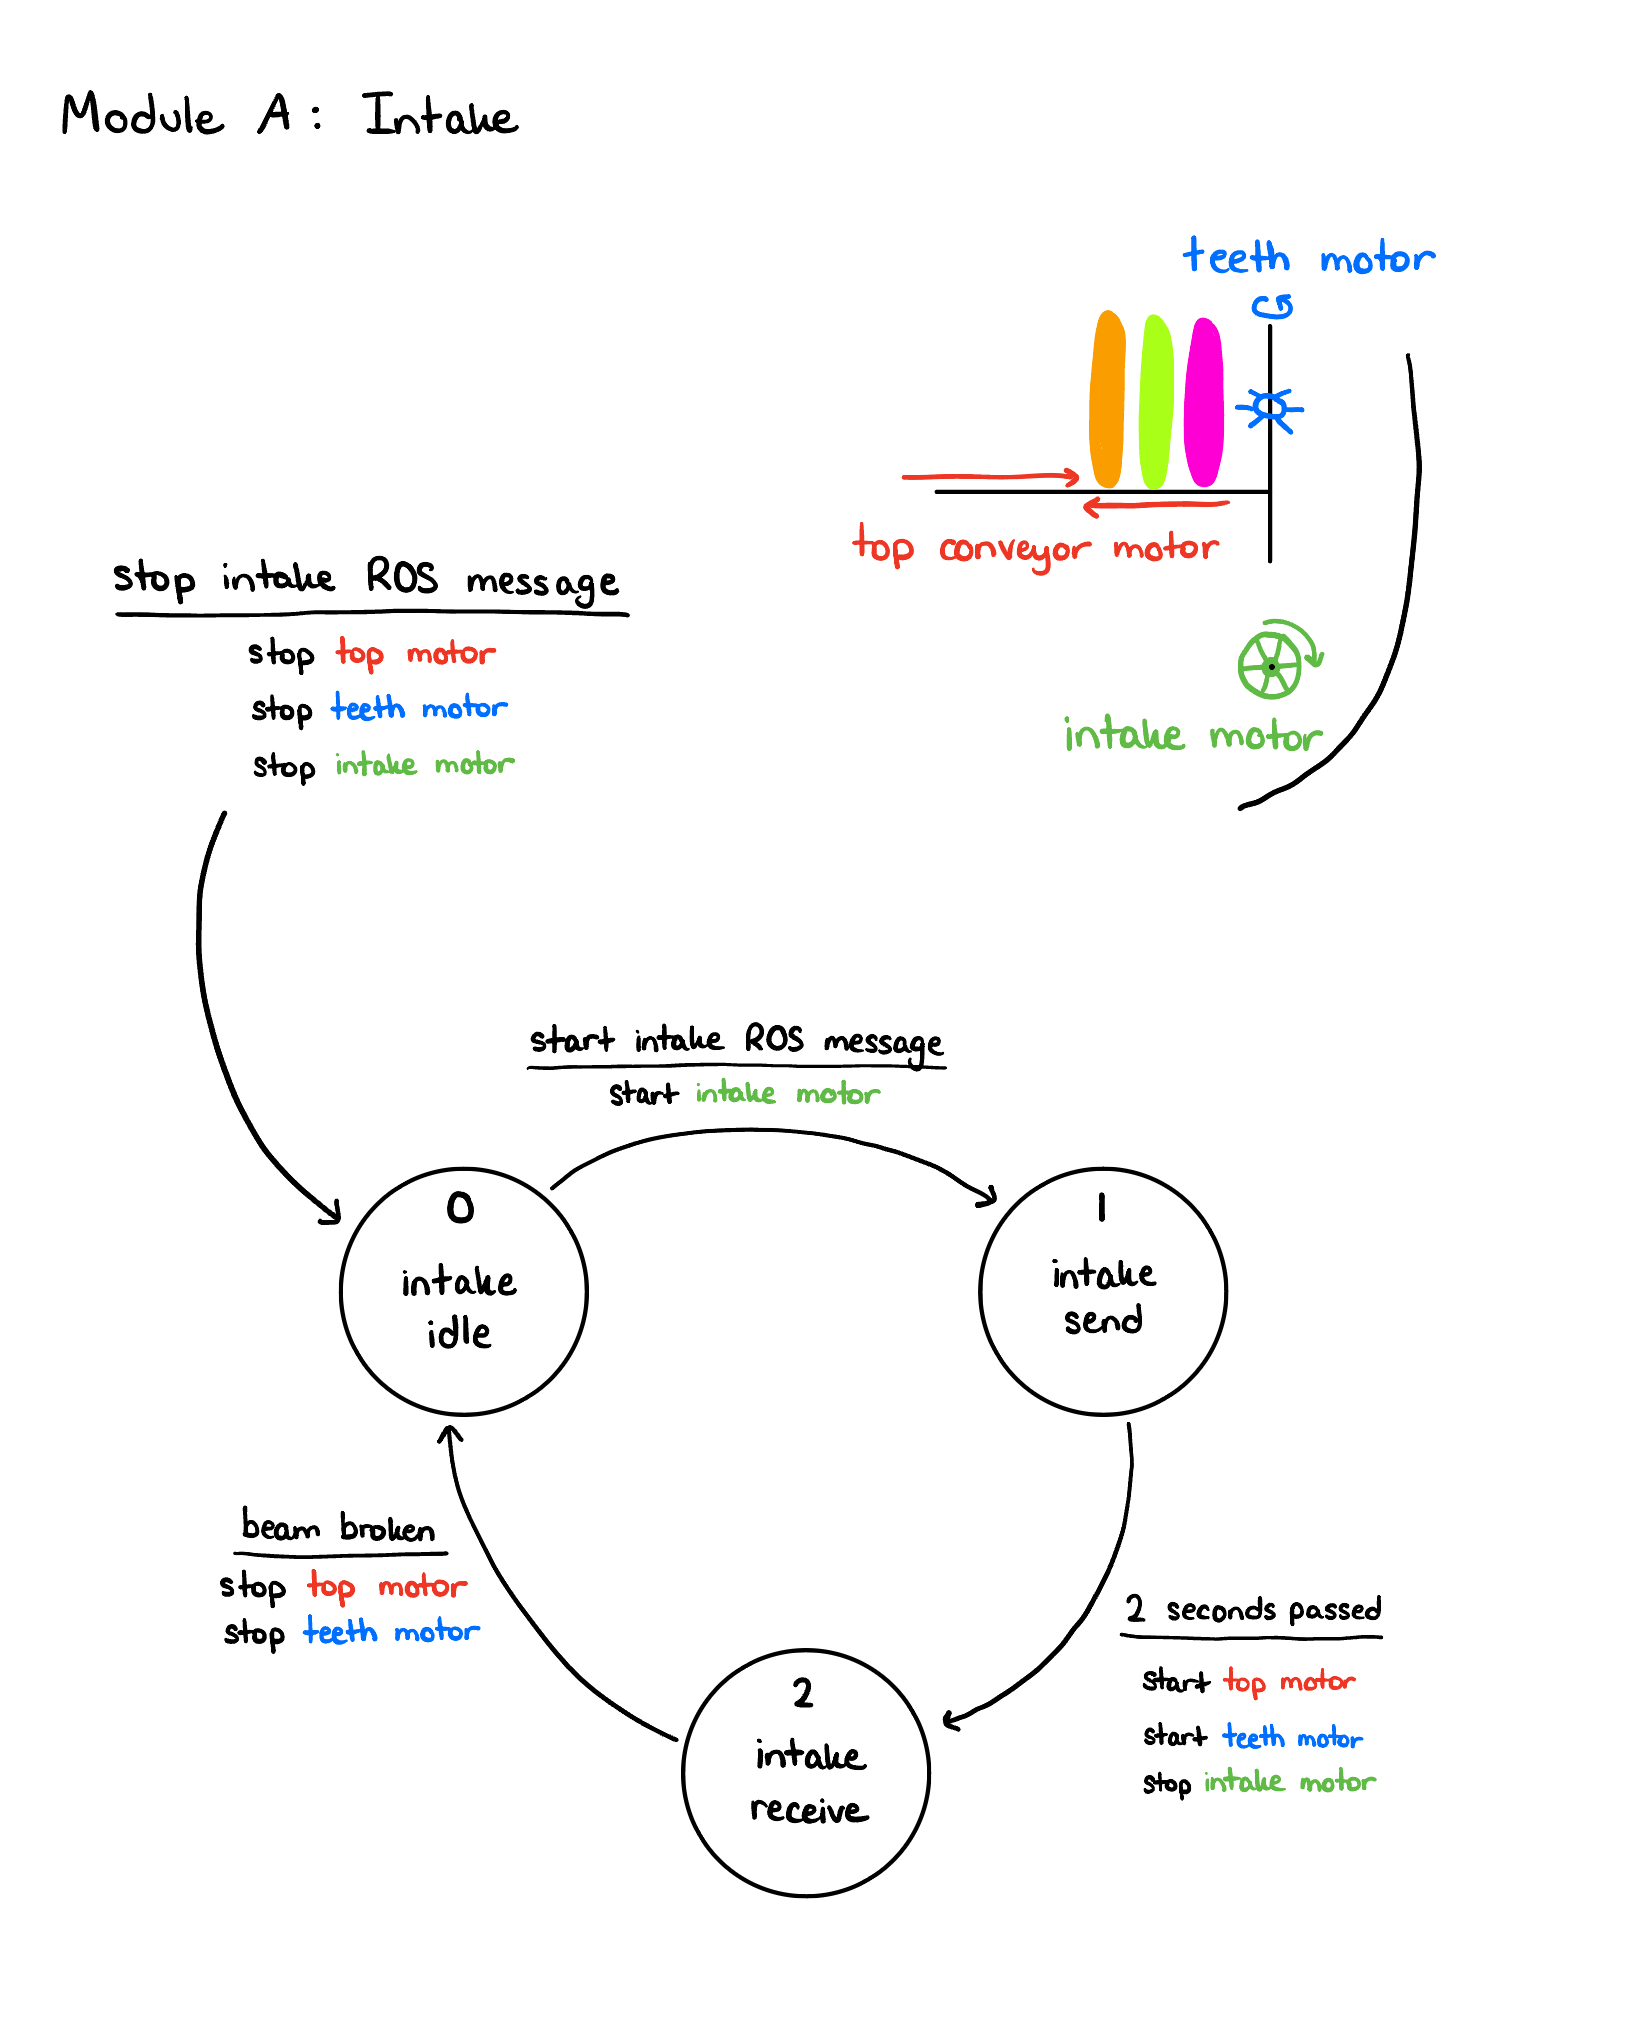 Module A: Intake
teeth motor
top conveyor motor
intake motor
stop intake ROS message
stop top motor
stop teeth motor
stop intake motor
start intake ROS message
start intake motor
0
intake
idle
1
intake
send
beam broken
stop top motor
stop teeth motor
2 seconds passed
start top motor
start teeth motor
stop intake motor
2
intake
receive